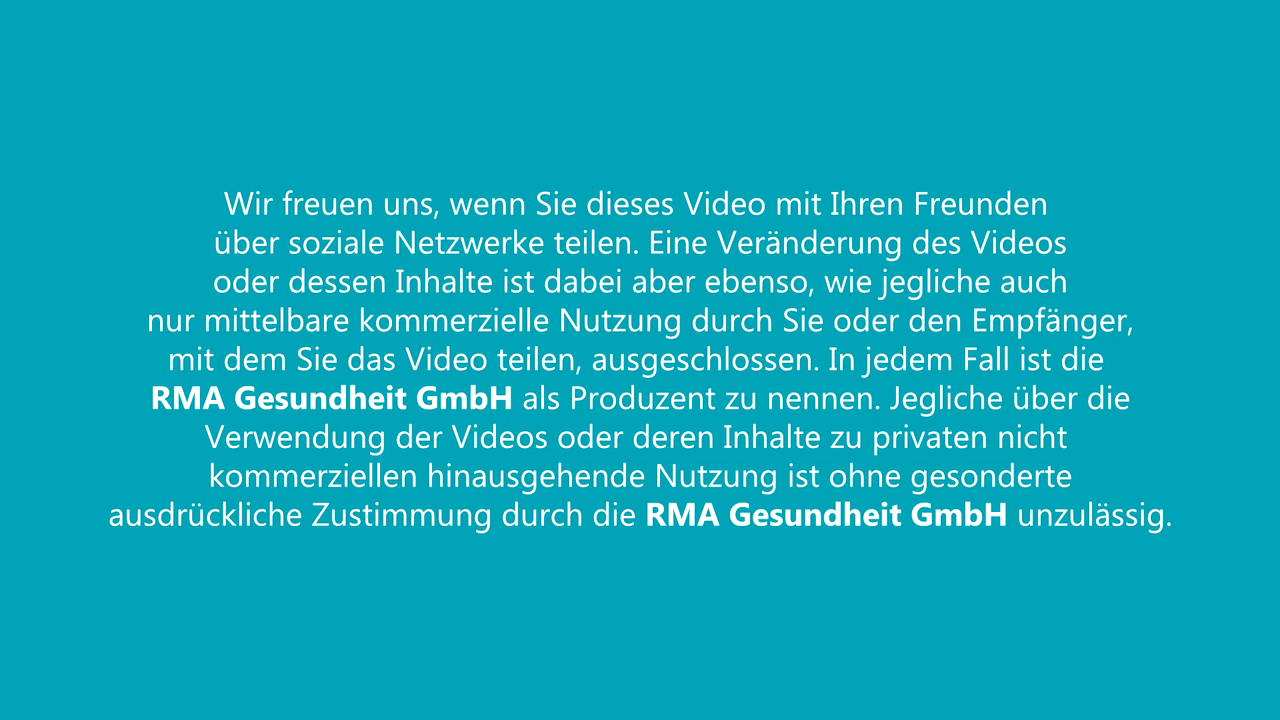 Wir freuen uns, wenn Sie dieses Video mit Ihren Freunden
über soziale Netzwerke teilen. Eine Veränderung des Videos
oder dessen Inhalte ist dabei aber ebenso, wie jegliche auch
nur mittelbare kommerzielle Nutzung durch Sie oder den Empfänger,
mit dem Sie das Video teilen, ausgeschlossen. In jedem Fall ist die
RMA Gesundheit GmbH als Produzent zu nennen. Jegliche über die
Verwendung der Videos oder deren Inhalte zu privaten nicht
kommerziellen hinausgehende Nutzung ist ohne gesonderte
ausdrückliche Zustimmung durch die RMA Gesundheit GmbH unzulässig.